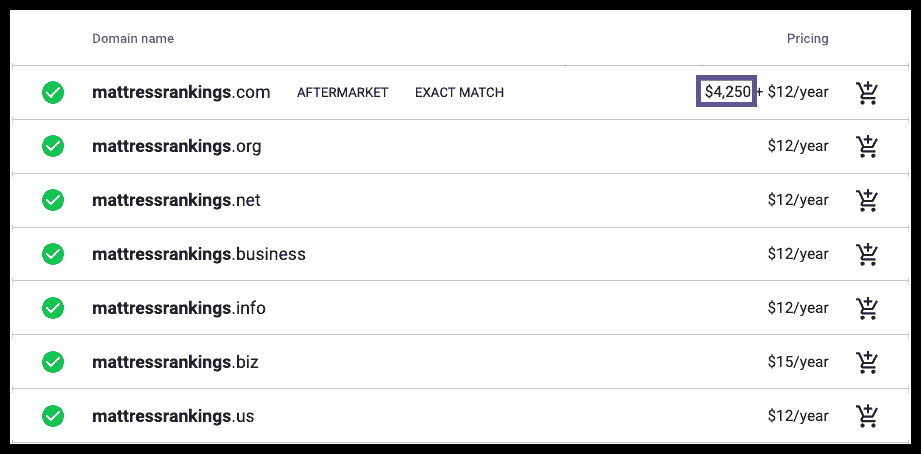 Domain name Pricing
mattressrankings.com AFTERMARKET EXACT MATCH $4,250 + $12/year
mattressrankings.org $12/year
mattressrankings.net $12/year
mattressrankings.business $12/year
mattressrankings.info $12/year
mattressrankings.biz $15/year
mattressrankings.us $12/year